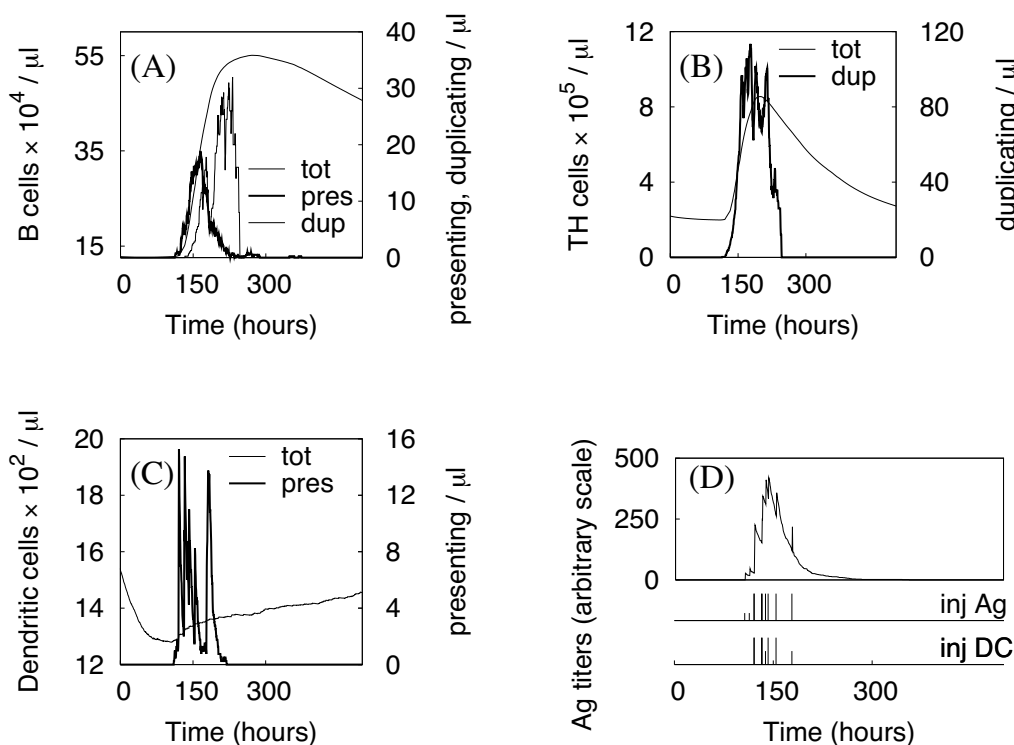 (A)
B cells × 10⁴ / µl
55
35
15
40
30
20
10
0
presenting, duplicating / µl
tot
pres
dup
0 150 300
Time (hours)
(B)
TH cells × 10⁵ / µl
12
8
4
0
120
80
40
0
duplicating / µl
tot
dup
0 150 300
Time (hours)
(C)
Dendritic cells × 10² / µl
20
18
16
14
12
16
12
8
4
0
presenting / µl
tot
pres
0 150 300
Time (hours)
(D)
Ag titers (arbitrary scale)
500
250
0
inj Ag
inj DC
0 150 300
Time (hours)